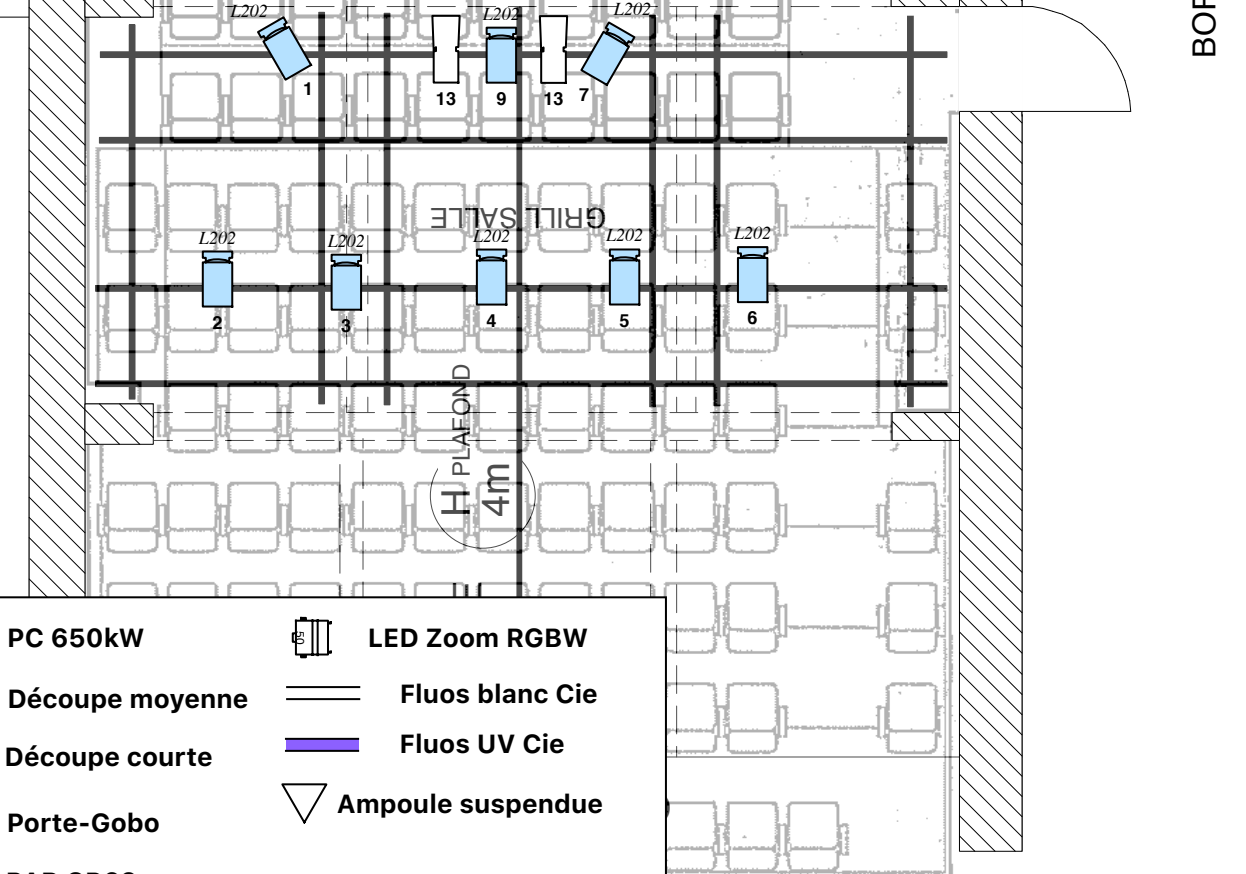 L202 L202 L202
BOR
1
13 9 13 7
GRILL SALLE
L202 L202 L202 L202 L202
2 3 4 5 6
H PLAFOND
4m
PC 650kW
50
LED Zoom RGBW
Découpe moyenne
Fluos blanc Cie
Découpe courte
Fluos UV Cie
Porte-Gobo
Ampoule suspendue